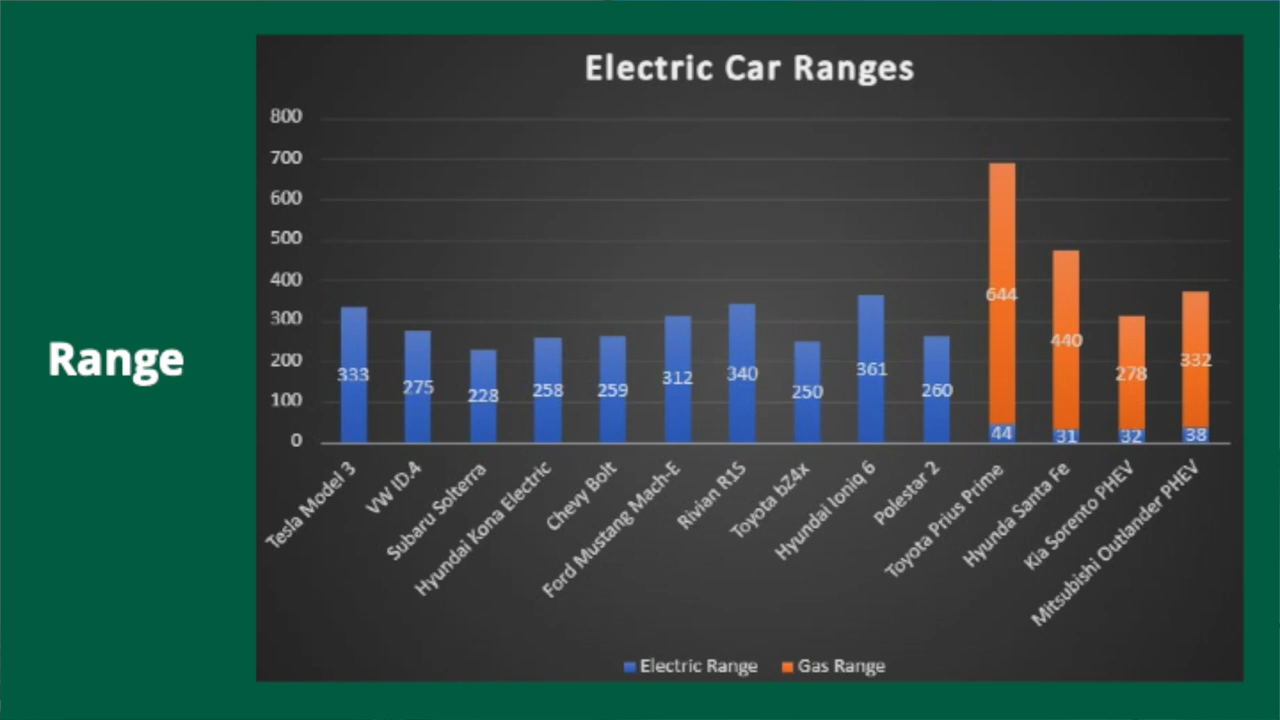 Range
Electric Car Ranges
800
700
600
500
400
300
200
100
0
333
275
228
258
259
312
340
250
361
260
644
44
440
31
278
32
332
38
Tesla Model 3
VW ID.4
Subaru Solterra
Hyundai Kona Electric
Chevy Bolt
Ford Mustang Mach-E
Rivian R1S
Toyota bZ4x
Hyundai Ioniq 6
Polestar 2
Toyota Prius Prime
Hyunda Santa Fe
Kia Sorento PHEV
Mitsubishi Outlander PHEV
Electric Range
Gas Range